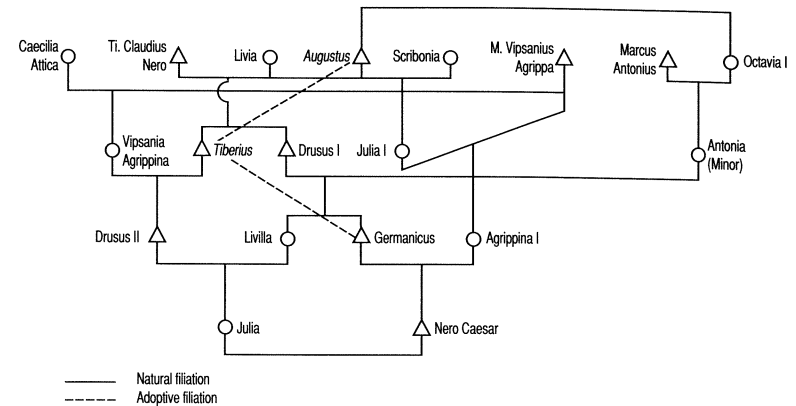 Caecilia
Attica
Ti. Claudius
Nero
Livia
Augustus
Scribonia
M. Vipsanius
Agrippa
Marcus
Antonius
Octavia I
Vipsania
Agrippina
Tiberius
Drusus I
Julia I
Antonia
(Minor)
Drusus II
Livilla
Germanicus
Agrippina I
Julia
Nero Caesar
Natural filiation
Adoptive filiation